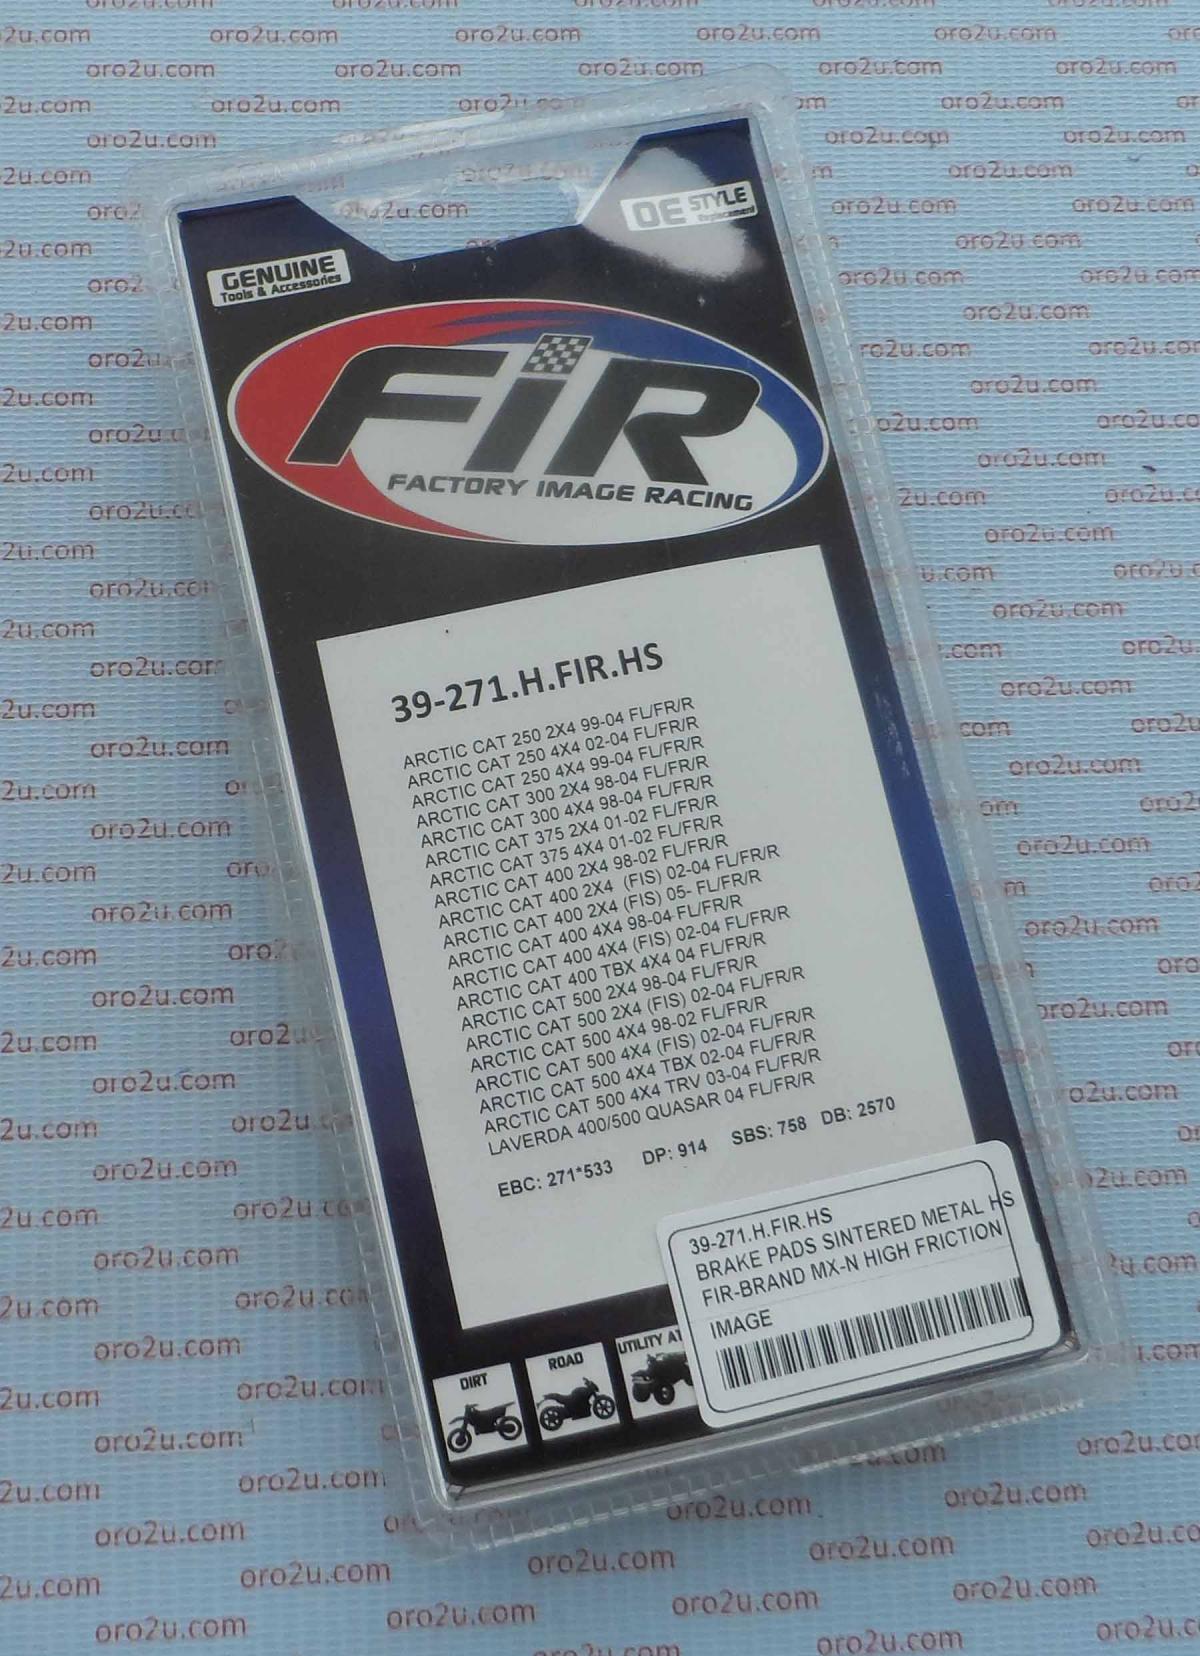 GENUINE
Tools & Accessories
OE STYLE
Replacement
FiR
FACTORY IMAGE RACING
39-271.H.FIR.HS
ARCTIC CAT 250 2X4 99-04 FL/FR/R
ARCTIC CAT 250 4X4 02-04 FL/FR/R
ARCTIC CAT 250 4X4 99-04 FL/FR/R
ARCTIC CAT 300 2X4 98-04 FL/FR/R
ARCTIC CAT 300 4X4 98-04 FL/FR/R
ARCTIC CAT 375 2X4 01-02 FL/FR/R
ARCTIC CAT 375 4X4 01-02 FL/FR/R
ARCTIC CAT 400 2X4 98-02 FL/FR/R
ARCTIC CAT 400 2X4 (FIS) 02-04 FL/FR/R
ARCTIC CAT 400 2X4 (FIS) 05- FL/FR/R
ARCTIC CAT 400 4X4 98-04 FL/FR/R
ARCTIC CAT 400 4X4 (FIS) 02-04 FL/FR/R
ARCTIC CAT 400 TBX 4X4 04 FL/FR/R
ARCTIC CAT 500 2X4 98-04 FL/FR/R
ARCTIC CAT 500 2X4 (FIS) 02-04 FL/FR/R
ARCTIC CAT 500 4X4 98-02 FL/FR/R
ARCTIC CAT 500 4X4 (FIS) 02-04 FL/FR/R
ARCTIC CAT 500 4X4 TBX 02-04 FL/FR/R
ARCTIC CAT 500 4X4 TRV 03-04 FL/FR/R
LAVERDA 400/500 QUASAR 04 FL/FR/R
EBC: 271*533 DP: 914 SBS: 758 DB: 2570
39-271.H.FIR.HS
BRAKE PADS SINTERED METAL HS
FIR-BRAND MX-N HIGH FRICTION
IMAGE
DIRT
ROAD
UTILITY AT
oro2u.com